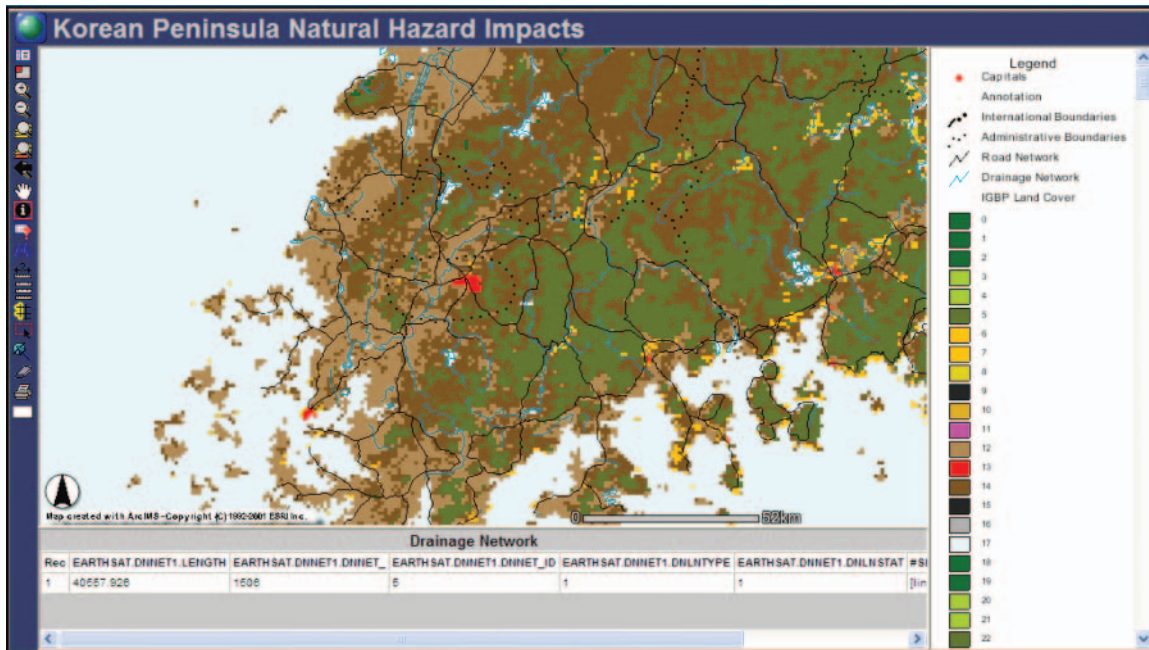 Korean Peninsula Natural Hazard Impacts
Legend
Capitals
Annotation
International Boundaries
Administrative Boundaries
Road Network
Drainage Network
IGBP Land Cover
0
1
2
3
4
5
6
7
8
9
10
11
12
13
14
15
16
17
18
19
20
21
22
Map created with ArcIMS-Copyright (C) 1992-2001 ESRI Inc.
0 52km
Drainage Network
Rec EARTHSAT.DNNET1.LENGTH EARTHSAT.DNNET1.DNNET_ EARTHSAT.DNNET1.DNNET_ID EARTHSAT.DNNET1.DNLNTYPE EARTHSAT.DNNET1.DNLNSTAT
1 40557.926 1506 5 1 1 [lin